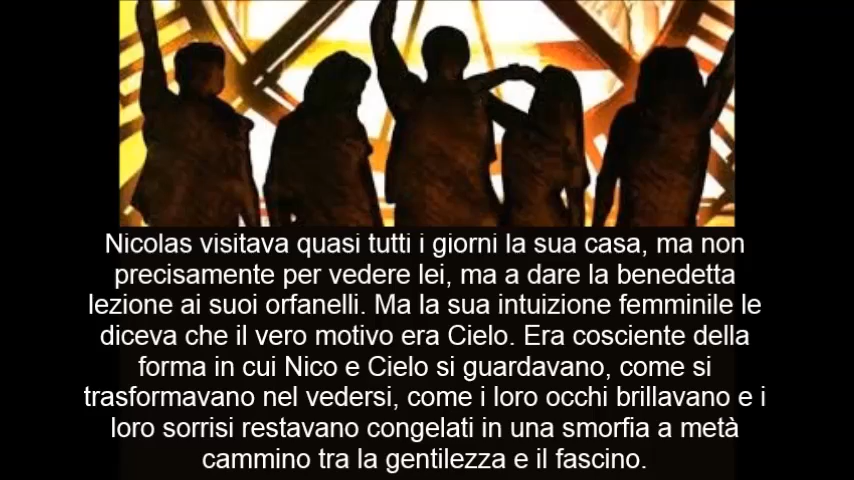 Nicolas visitava quasi tutti i giorni la sua casa, ma non
precisamente per vedere lei, ma a dare la benedetta
lezione ai suoi orfanelli. Ma la sua intuizione femminile le
diceva che il vero motivo era Cielo. Era cosciente della
forma in cui Nico e Cielo si guardavano, come si
trasformavano nel vedersi, come i loro occhi brillavano e i
loro sorrisi restavano congelati in una smorfia a metà
cammino tra la gentilezza e il fascino.